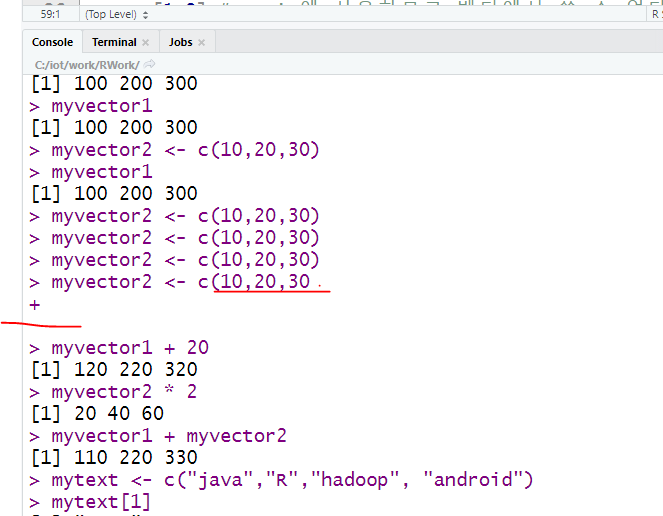 59:1 (Top Level) R S
Console Terminal Jobs
C:/iot/work/RWork/
[1] 100 200 300
> myvector1
[1] 100 200 300
> myvector2 <- c(10,20,30)
> myvector1
[1] 100 200 300
> myvector2 <- c(10,20,30)
> myvector2 <- c(10,20,30)
> myvector2 <- c(10,20,30)
> myvector2 <- c(10,20,30
+
> myvector1 + 20
[1] 120 220 320
> myvector2 * 2
[1] 20 40 60
> myvector1 + myvector2
[1] 110 220 330
> mytext <- c("java","R","hadoop", "android")
> mytext[1]